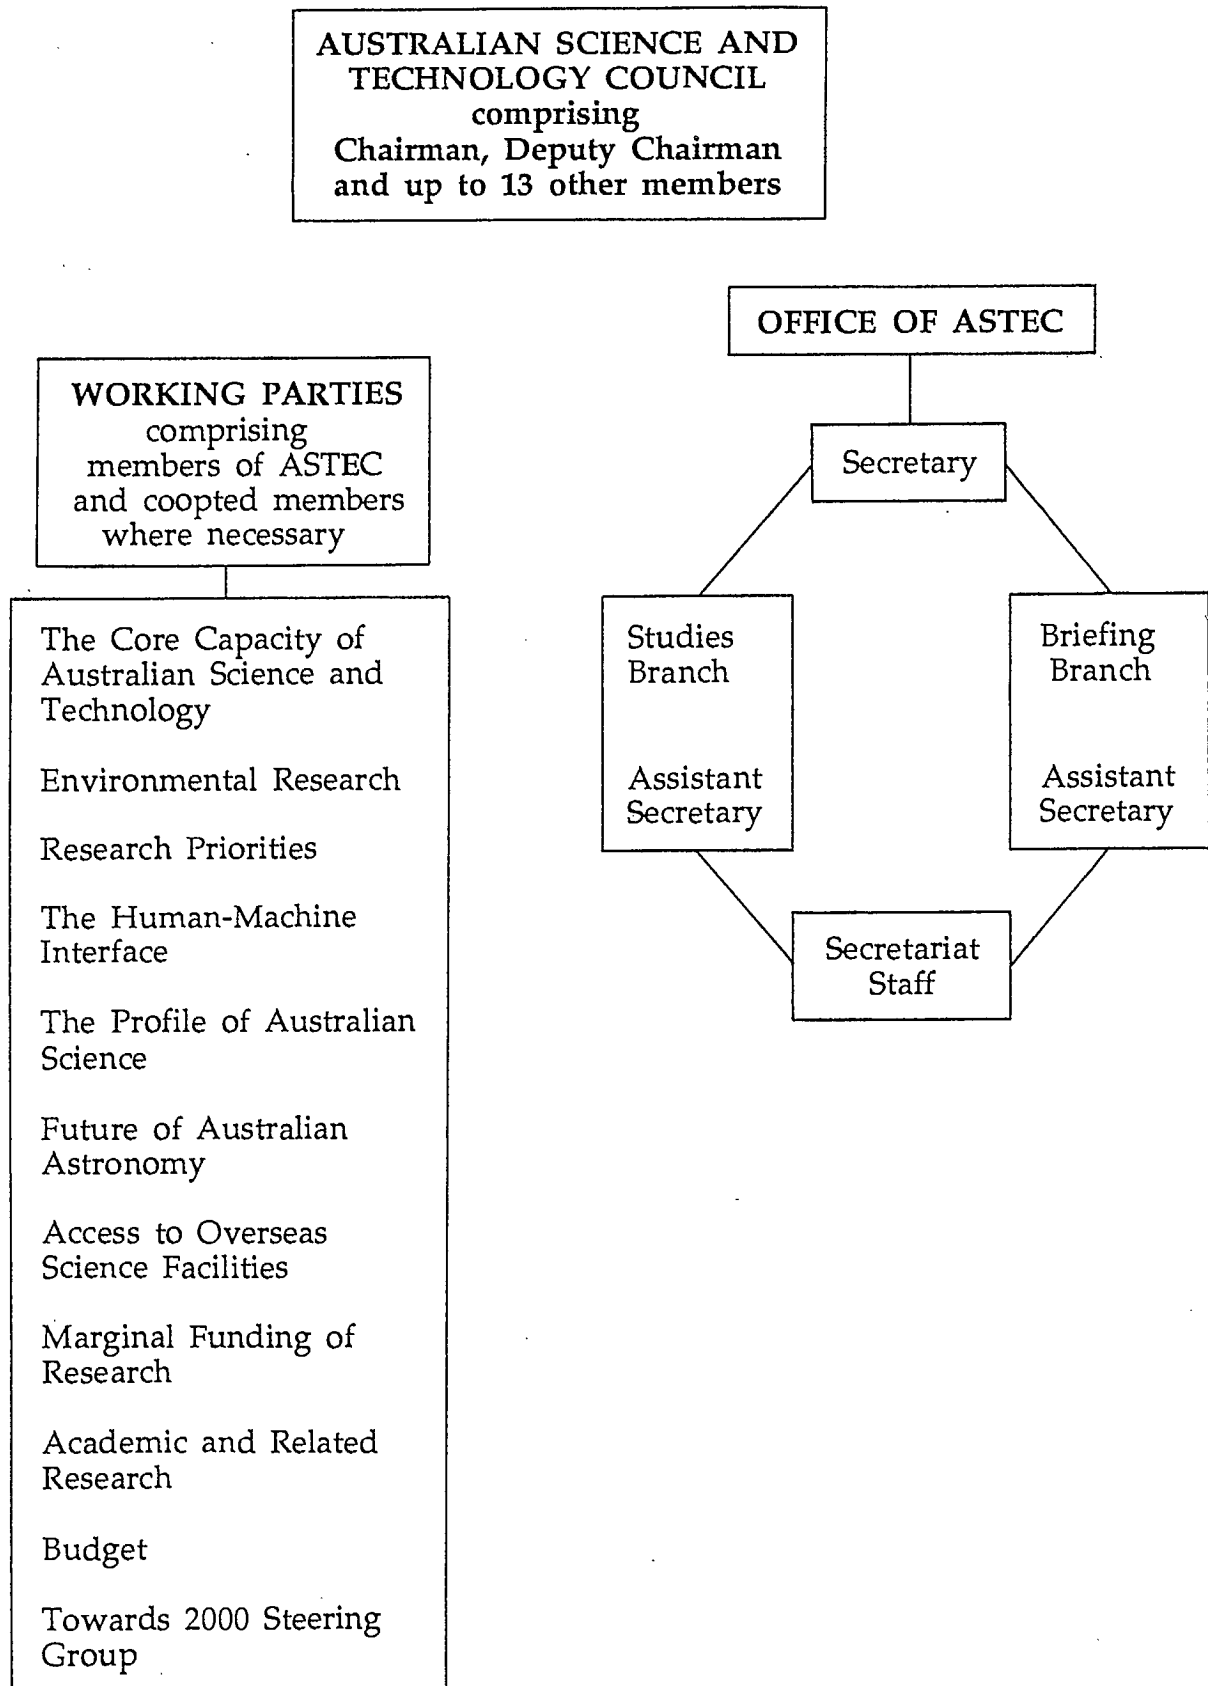 AUSTRALIAN SCIENCE AND
TECHNOLOGY COUNCIL
comprising
Chairman, Deputy Chairman
and up to 13 other members
OFFICE OF ASTEC
WORKING PARTIES
comprising
members of ASTEC
and coopted members
where necessary
Secretary
The Core Capacity of
Australian Science and
Technology
Environmental Research
Research Priorities
The Human-Machine
Interface
The Profile of Australian
Science
Future of Australian
Astronomy
Access to Overseas
Science Facilities
Marginal Funding of
Research
Academic and Related
Research
Budget
Towards 2000 Steering
Group
Studies
Branch
Assistant
Secretary
Briefing
Branch
Assistant
Secretary
Secretariat
Staff